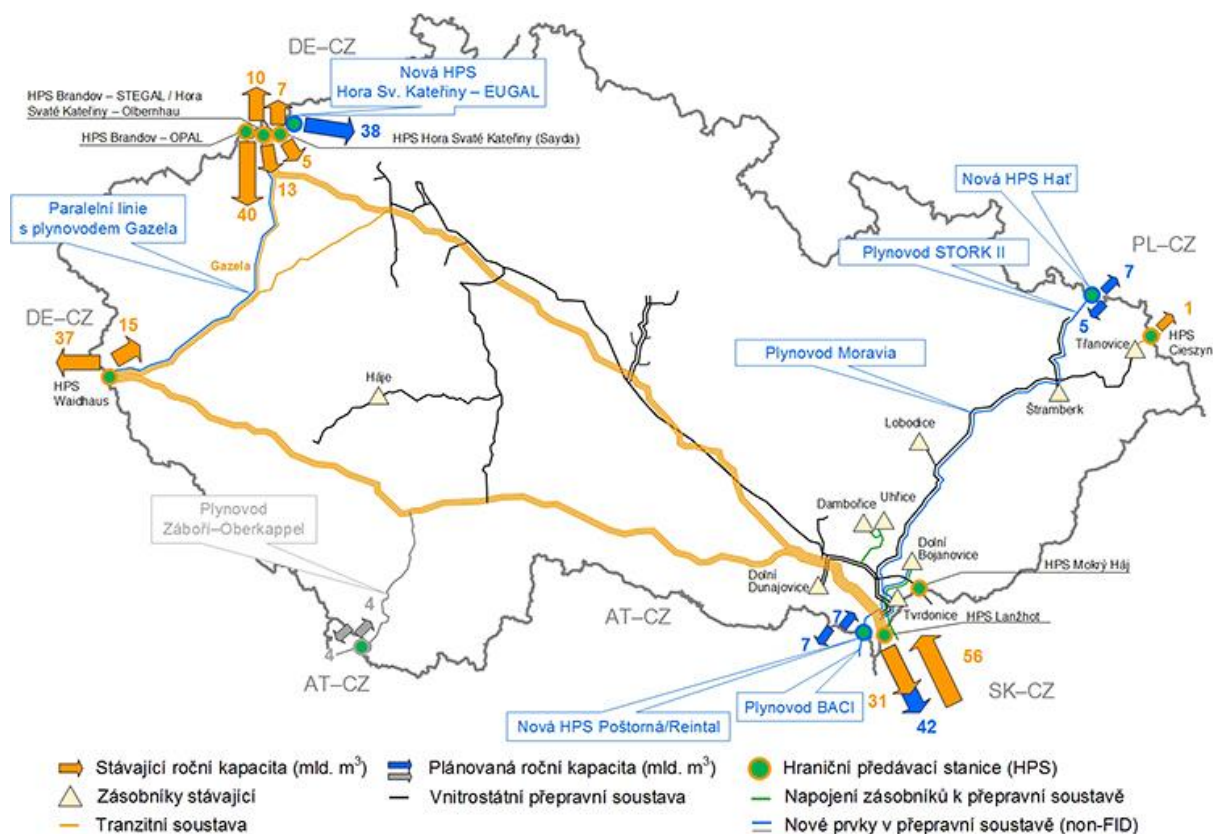 DE–CZ
Nová HPS
Hora Sv. Kateřiny – EUGAL
10
7
HPS Brandov – STEGAL / Hora
Svaté Kateřiny – Olbernhau
38
HPS Brandov – OPAL
HPS Hora Svaté Kateřiny (Sayda)
5
13
40
Nová HPS Hať
Paralelní linie
s plynovodem Gazela
Plynovod STORK II
PL–CZ
Gazela
7
5
1
DE–CZ
37
15
Třanovice
HPS
Cieszyn
HPS
Waidhaus
Plynovod Moravia
Háje
Štramberk
Lobodice
Plynovod
Záboří–Oberkappel
Dambořice
Uhřice
Dolní
Bojanovice
HPS Mokrý Háj
Dolní
Dunajovice
Tvrdonice
4
4
AT–CZ
AT–CZ
7
7
HPS Lanžhot
56
31
42
SK–CZ
Plynovod BACI
Nová HPS Poštorná/Reintal
Stávající roční kapacita (mld. m³)
Plánovaná roční kapacita (mld. m³)
Hraniční předávací stanice (HPS)
Zásobníky stávající
Vnitrostátní přepravní soustava
Napojení zásobníků k přepravní soustavě
Tranzitní soustava
Nové prvky v přepravní soustavě (non-FID)